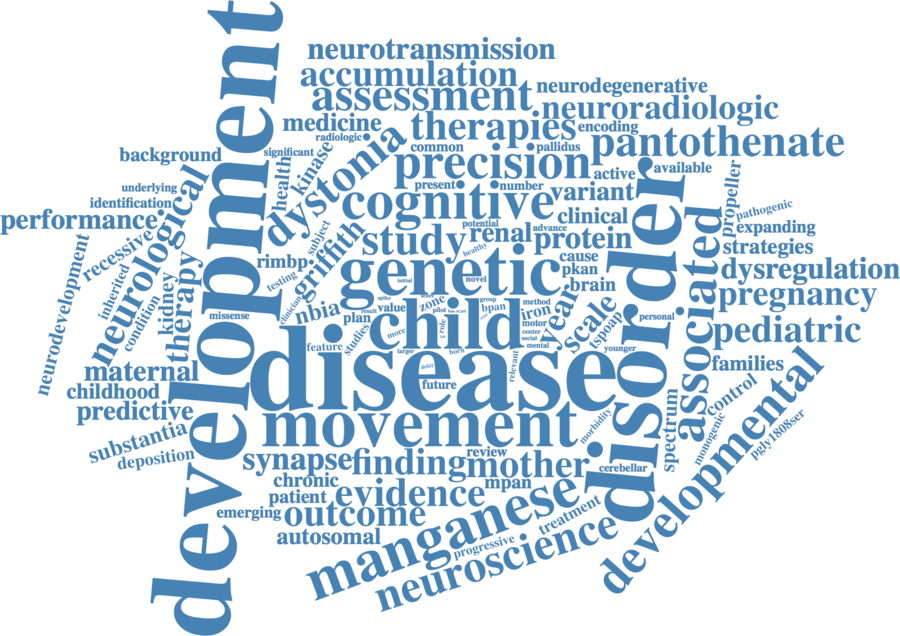 development
neurotransmission
accumulation
assessment
neurodegenerative
neuroradiologic
medicine
therapies
encoding
radiologic
common
pallidus
pantothenate
background
significant
health
kinase
dystonia
precision
active
available
underlying
identification
performance
neurological
present
number
variant
propeller
pathogenic
cognitive
clinical
expanding
recessive
inherited
condition
kidney
therapy
subject
griffith
study
potential
advance
renal
protein
strategies
rimbp
healthy
cause
pkan
disorder
associated
dysregulation
neurodevelopment
testing
genetic
initial
novel
brain
pregnancy
missense
clinician
nbia
spike
result
value
zone
group
pilot
bpan
method
iron
year
scale
tspoap
personal
pediatric
plan
studies
more
child
role
motor
center
social
mental
younger
feature
larger
born
delay
relevant
disease
families
maternal
childhood
predictive
future
control
developmental
substantia
deposition
movement
morbidity
spectrum
monogenic
pgly1808ser
synapse
finding
review
mother
cerebellar
chronic
mpan
patient
evidence
emerging
outcome
manganese
treatment
autosomal
progressive
neuroscience